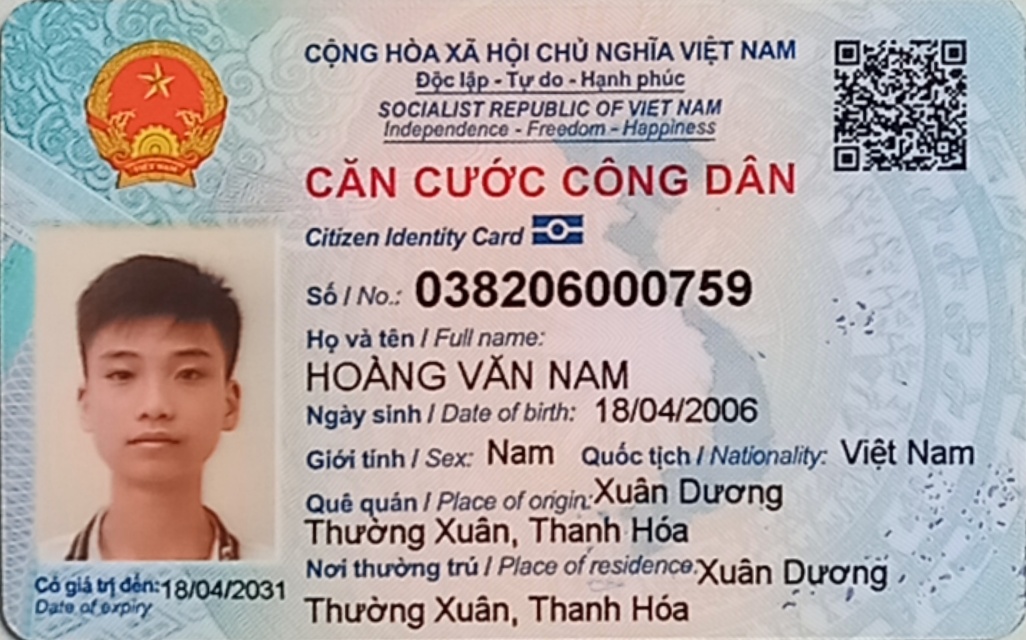 CỘNG HÒA XÃ HỘI CHỦ NGHĨA VIỆT NAM
Độc lập - Tự do - Hạnh phúc
SOCIALIST REPUBLIC OF VIET NAM
Independence - Freedom - Happiness
CĂN CƯỚC CÔNG DÂN
Citizen Identity Card
Số / No.: 038206000759
Họ và tên / Full name:
HOÀNG VĂN NAM
Ngày sinh / Date of birth: 18/04/2006
Giới tính / Sex: Nam Quốc tịch / Nationality: Việt Nam
Quê quán / Place of origin: Xuân Dương
Thường Xuân, Thanh Hóa
Nơi thường trú / Place of residence: Xuân Dương
Thường Xuân, Thanh Hóa
Có giá trị đến: 18/04/2031
Date of expiry